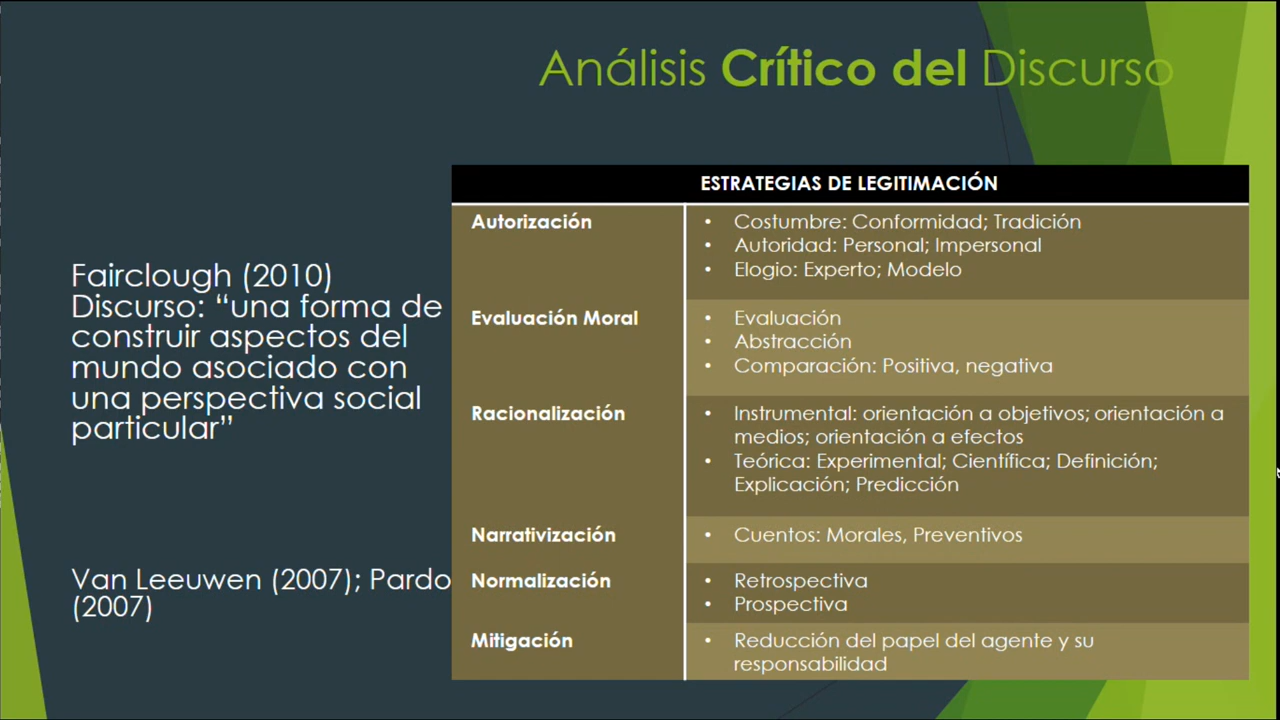 Análisis Crítico del Discurso
Fairclough (2010)
Discurso: “una forma de
construir aspectos del
mundo asociado con
una perspectiva social
particular”
Van Leeuwen (2007); Pardo
(2007)
ESTRATEGIAS DE LEGITIMACIÓN
Autorización
• Costumbre: Conformidad; Tradición
• Autoridad: Personal; Impersonal
• Elogio: Experto; Modelo
Evaluación Moral
• Evaluación
• Abstracción
• Comparación: Positiva, negativa
Racionalización
• Instrumental: orientación a objetivos; orientación a
medios; orientación a efectos
• Teórica: Experimental; Científica; Definición;
Explicación; Predicción
Narrativización
• Cuentos: Morales, Preventivos
Normalización
• Retrospectiva
• Prospectiva
Mitigación
• Reducción del papel del agente y su
responsabilidad